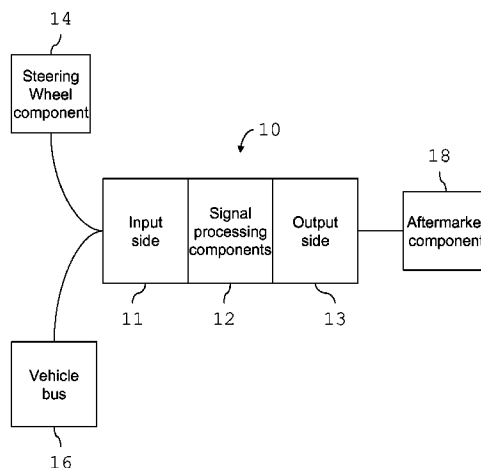 14
Steering
Wheel
component
10
18
Input
side
Signal
processing
components
Output
side
Aftermarket
component
11
12
13
Vehicle
bus
16